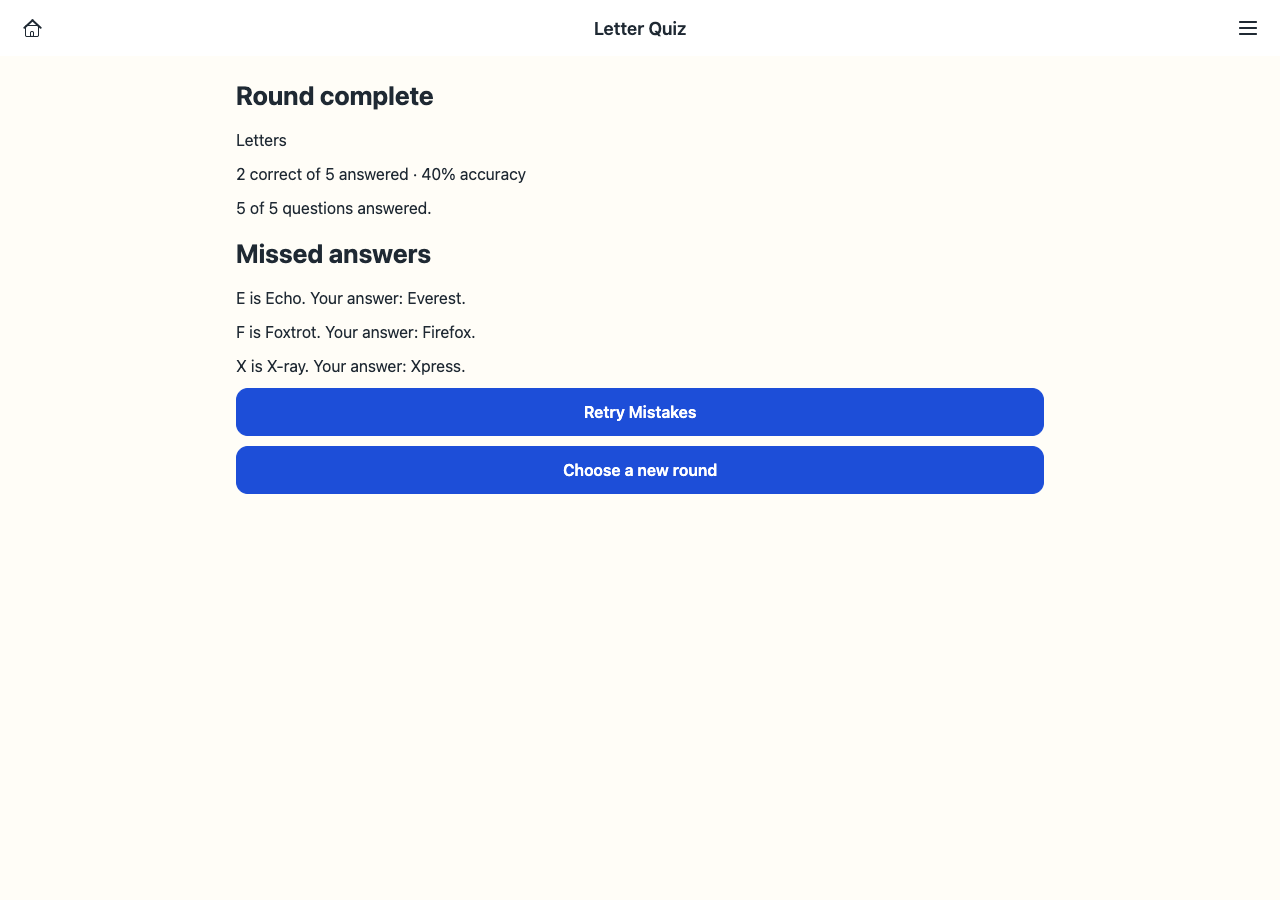 Letter Quiz
Round complete
Letters
2 correct of 5 answered · 40% accuracy
5 of 5 questions answered.
Missed answers
E is Echo. Your answer: Everest.
F is Foxtrot. Your answer: Firefox.
X is X-ray. Your answer: Xpress.
Retry Mistakes
Choose a new round